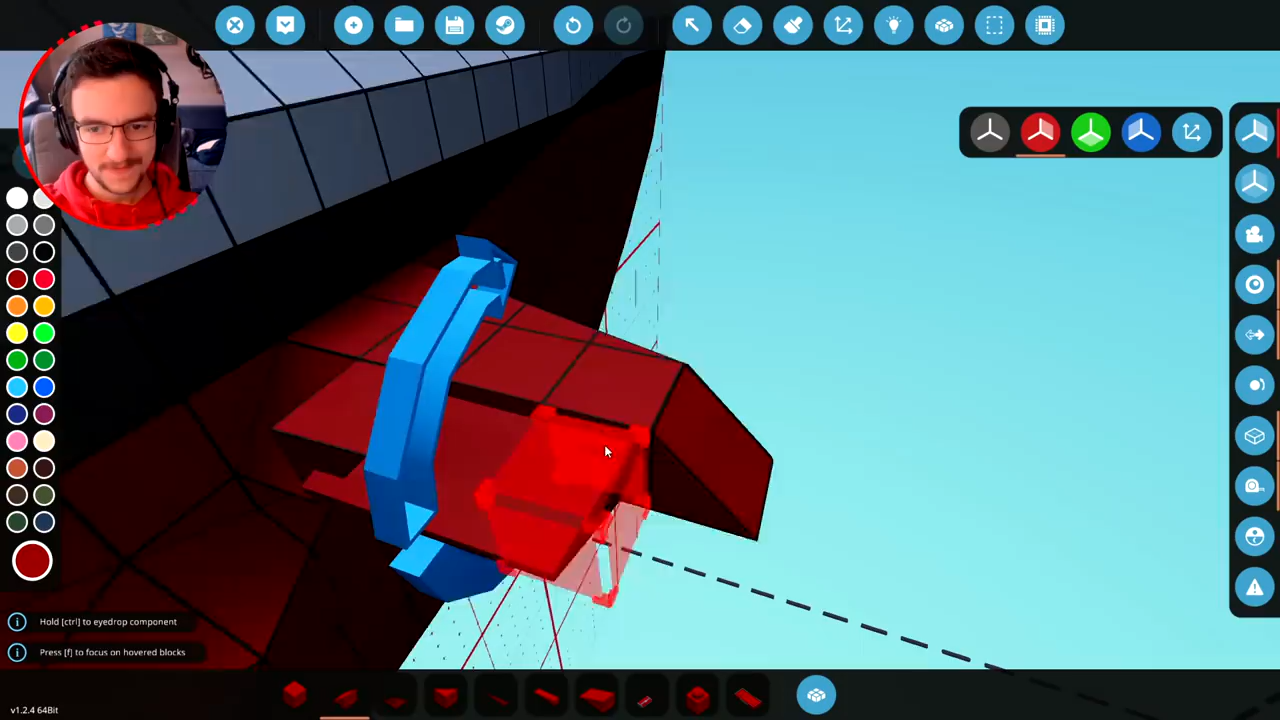 Hold [ctrl] to eyedrop component
Press [f] to focus on hovered blocks
v1.2.4 64Bit